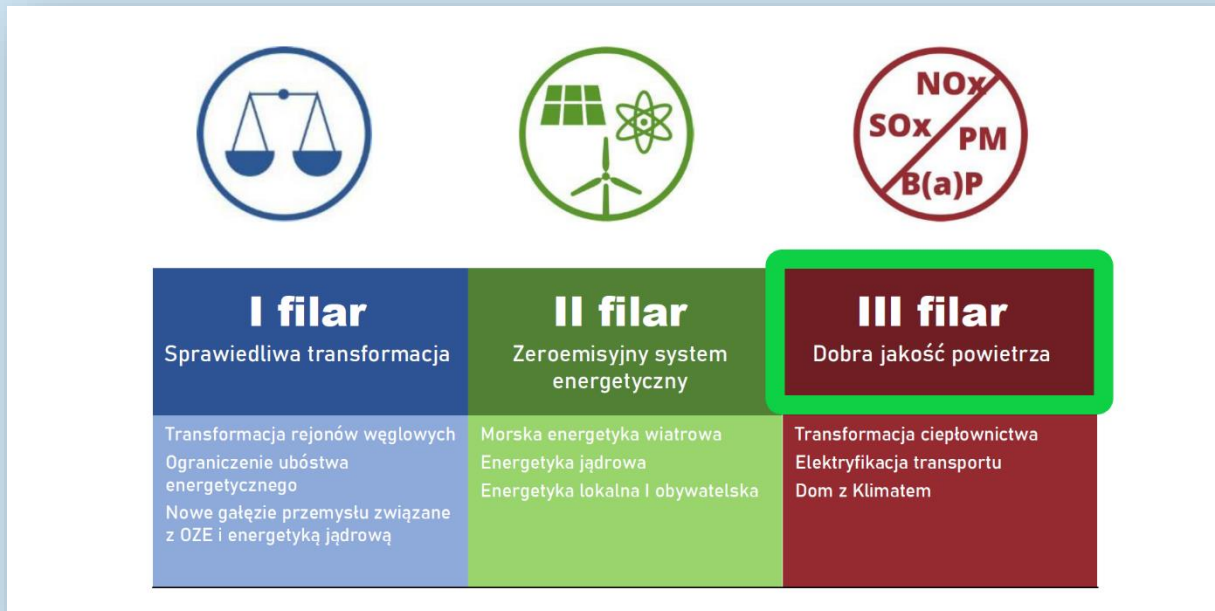 NOx
SOx
PM
B(a)P
I filar
Sprawiedliwa transformacja
Transformacja rejonów węglowych
Ograniczenie ubóstwa
energetycznego
Nowe gałęzie przemysłu związane
z OZE i energetyką jądrową
II filar
Zeroemisyjny system
energetyczny
Morska energetyka wiatrowa
Energetyka jądrowa
Energetyka lokalna I obywatelska
III filar
Dobra jakość powietrza
Transformacja ciepłownictwa
Elektryfikacja transportu
Dom z Klimatem